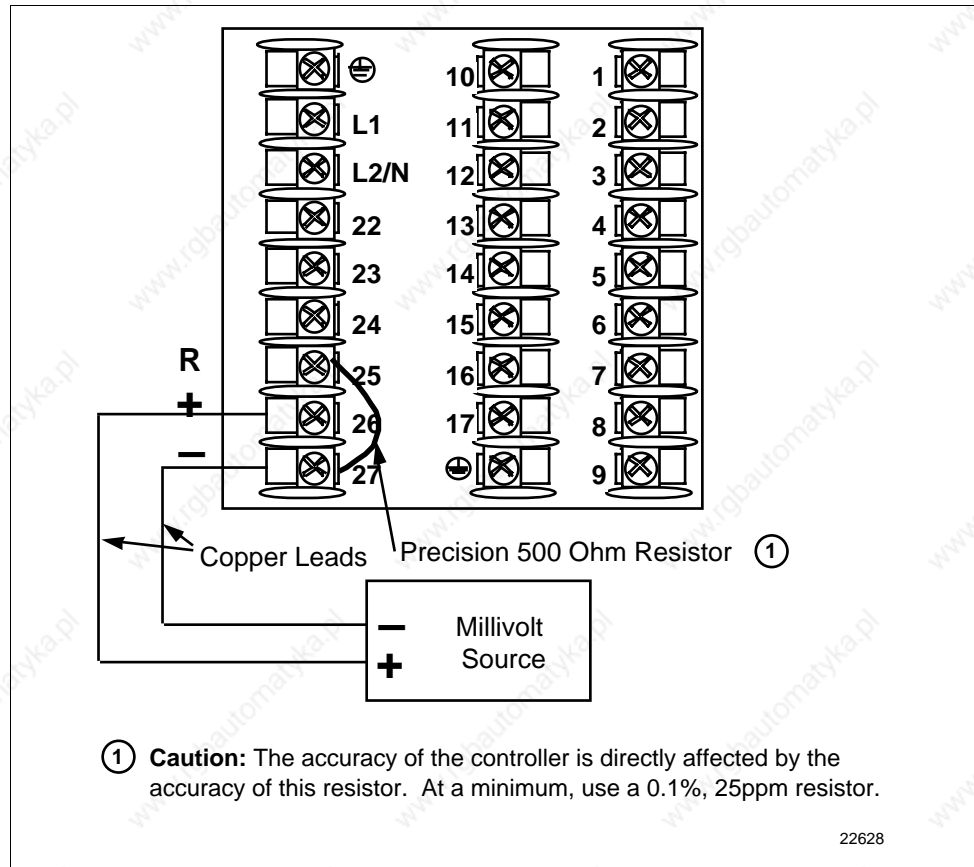 10 1
L1 11 2
L2/N 12 3
22 13 4
23 14 5
24 15 6
R 25 16 7
+ 26 17 8
– 27 9
Copper Leads Precision 500 Ohm Resistor 1
– Millivolt
+ Source
1 Caution: The accuracy of the controller is directly affected by the
accuracy of this resistor. At a minimum, use a 0.1%, 25ppm resistor.
22628
www.rgbautomatyka.pl